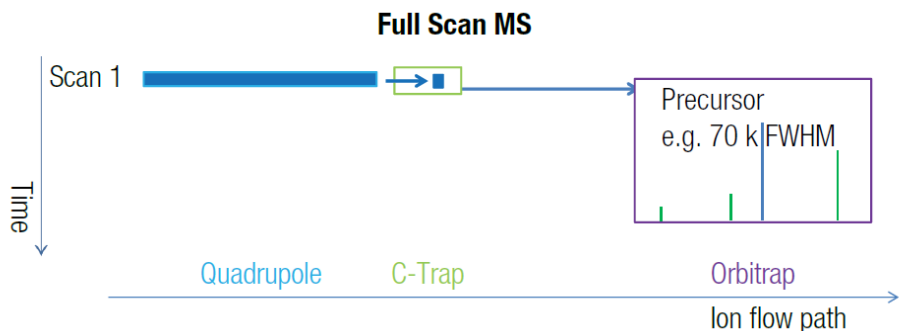 Full Scan MS
Scan 1
Precursor
e.g. 70 k FWHM
Time
Quadrupole
C-Trap
Orbitrap
Ion flow path